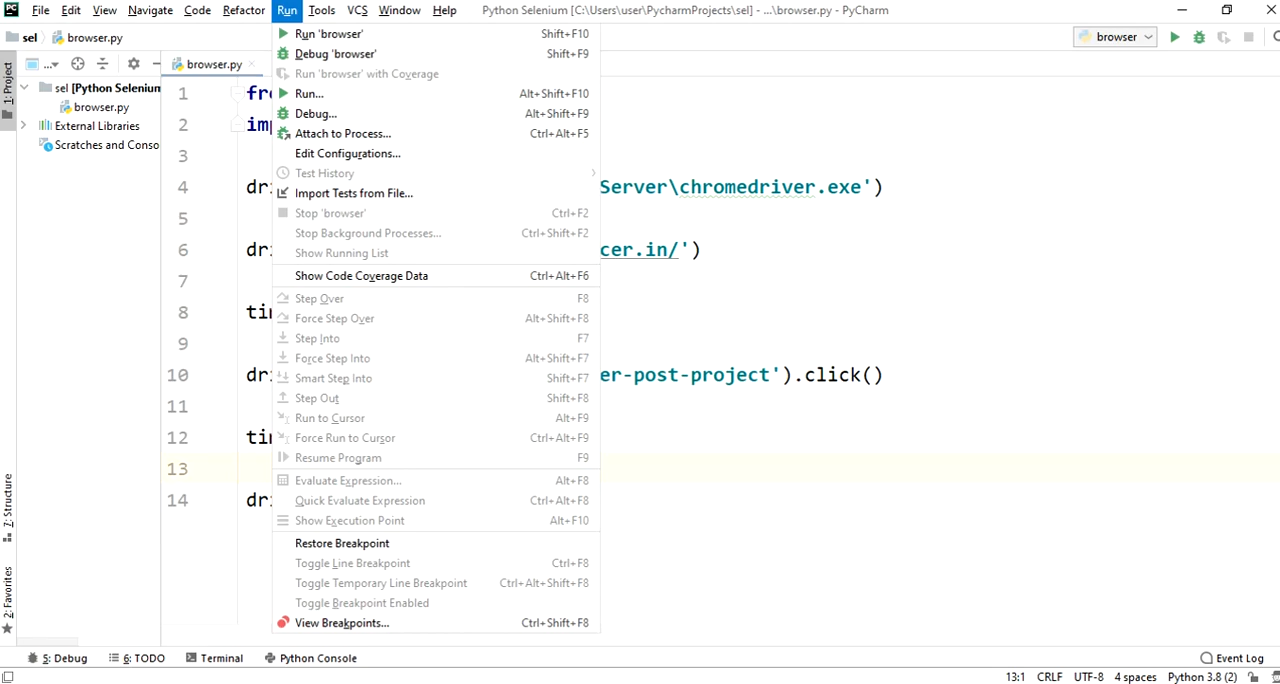 File Edit View Navigate Code Refactor Run Tools VCS Window Help Python Selenium [C:\Users\user\PycharmProjects\sel] - ...\browser.py - PyCharm
sel browser.py browser
... browser.py
1: Project
sel [Python Selenium
browser.py
External Libraries
Scratches and Conso
7: Structure
2: Favorites
Run 'browser' Shift+F10
Debug 'browser' Shift+F9
Run 'browser' with Coverage
Run... Alt+Shift+F10
Debug... Alt+Shift+F9
Attach to Process... Ctrl+Alt+F5
Edit Configurations...
Test History
Import Tests from File...
Stop 'browser' Ctrl+F2
Stop Background Processes... Ctrl+Shift+F2
Show Running List
Show Code Coverage Data Ctrl+Alt+F6
Step Over F8
Force Step Over Alt+Shift+F8
Step Into F7
Force Step Into Alt+Shift+F7
Smart Step Into Shift+F7
Step Out Shift+F8
Run to Cursor Alt+F9
Force Run to Cursor Ctrl+Alt+F9
Resume Program F9
Evaluate Expression... Alt+F8
Quick Evaluate Expression Ctrl+Alt+F8
Show Execution Point Alt+F10
Restore Breakpoint
Toggle Line Breakpoint Ctrl+F8
Toggle Temporary Line Breakpoint Ctrl+Alt+Shift+F8
Toggle Breakpoint Enabled
View Breakpoints... Ctrl+Shift+F8
1
2
3
4 Server\chromedriver.exe')
5
6 cer.in/')
7
8
9
10 er-post-project').click()
11
12
13
14
5: Debug 6: TODO Terminal Python Console Event Log
13:1 CRLF UTF-8 4 spaces Python 3.8 (2)